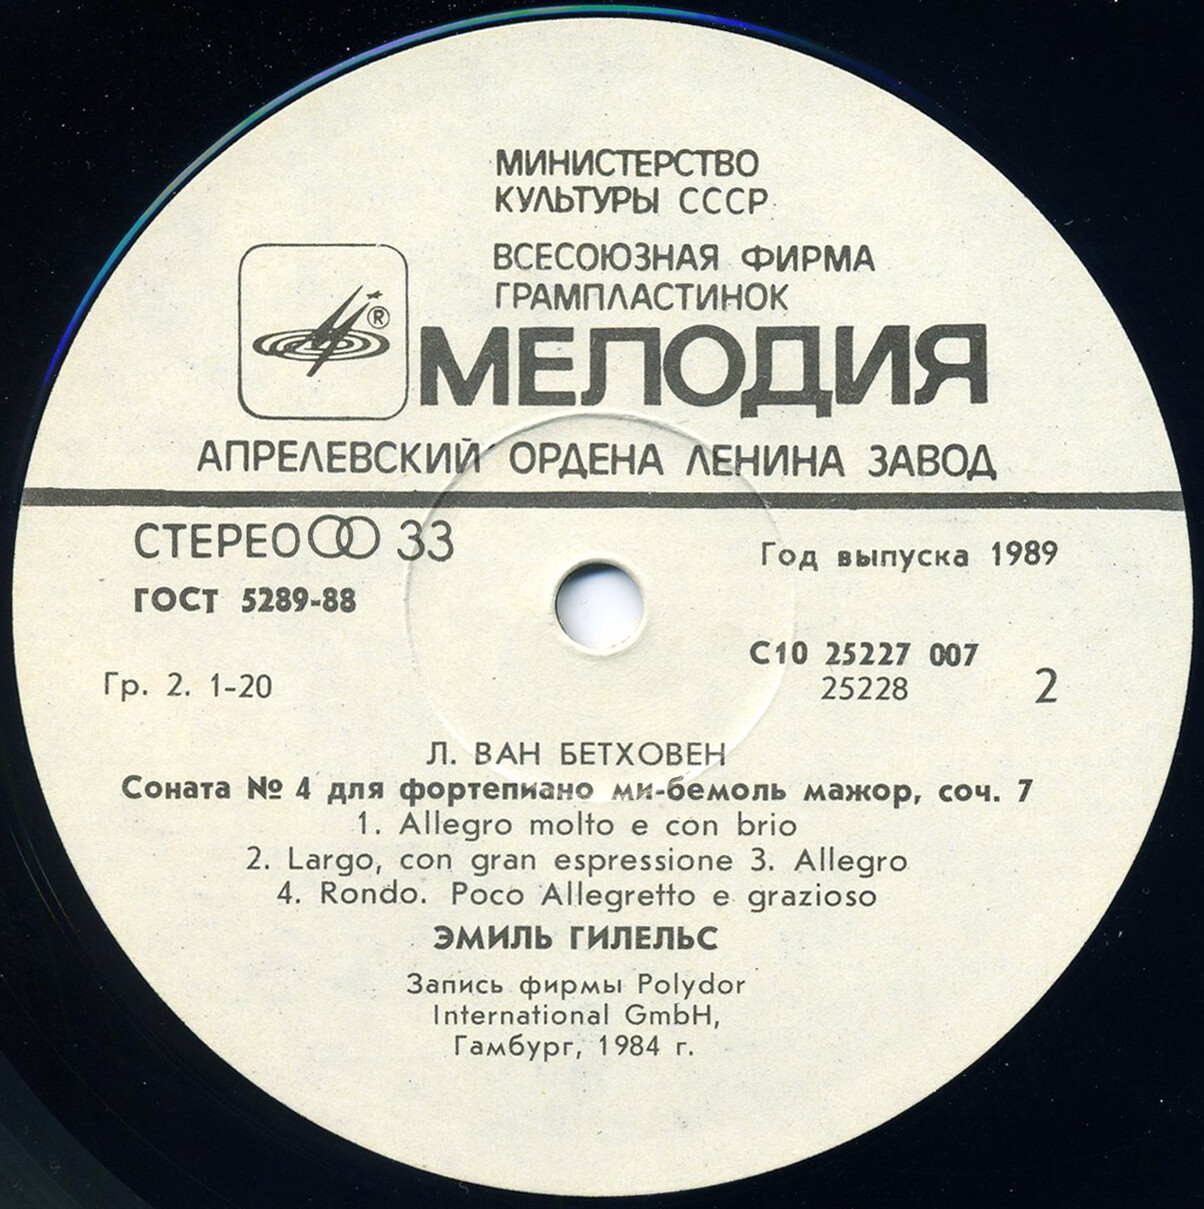 МИНИСТЕРСТВО
КУЛЬТУРЫ СССР
ВСЕСОЮЗНАЯ ФИРМА
ГРАМПЛАСТИНОК
®
МЕЛОДИЯ
АПРЕЛЕВСКИЙ ОРДЕНА ЛЕНИНА ЗАВОД
СТЕРЕО 33
Год выпуска 1989
ГОСТ 5289-88
С10 25227 007
Гр. 2. 1-20
25228
2
Л. ВАН БЕТХОВЕН
Соната № 4 для фортепиано ми-бемоль мажор, соч. 7
1. Allegro molto e con brio
2. Largo, con gran espressione 3. Allegro
4. Rondo. Poco Allegretto e grazioso
ЭМИЛЬ ГИЛЕЛЬС
Запись фирмы Polydor
International GmbH,
Гамбург, 1984 г.